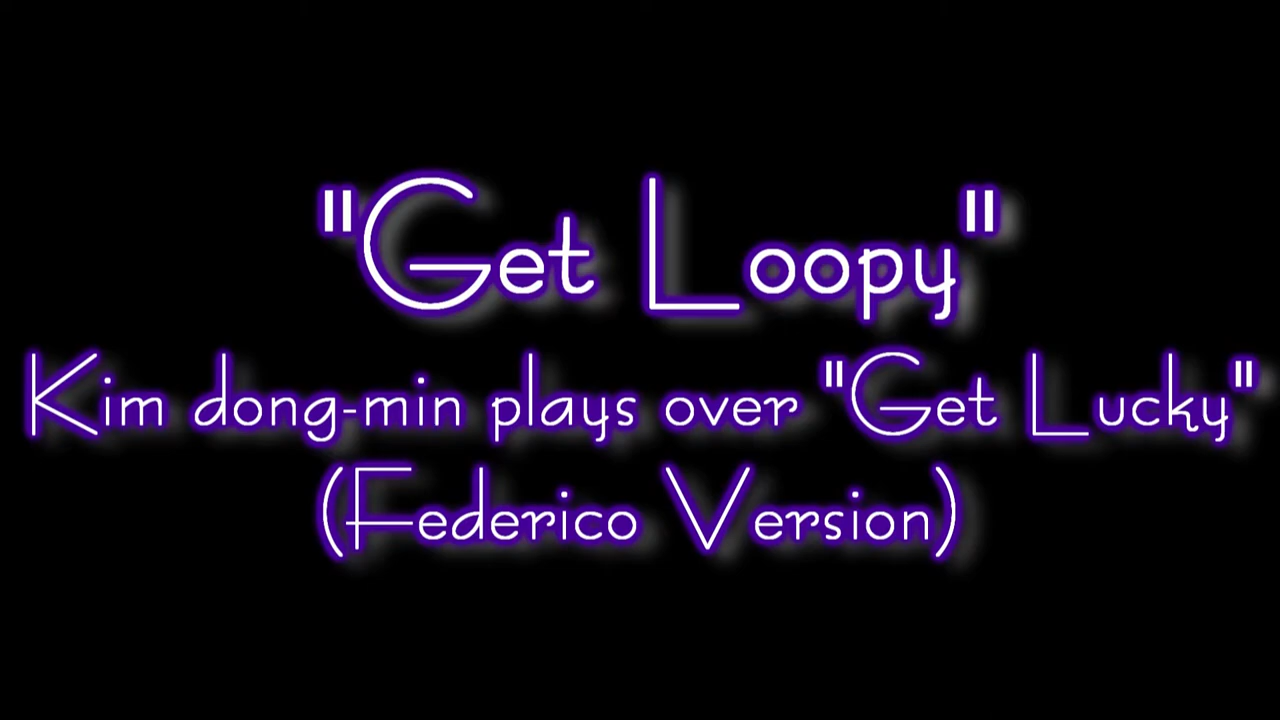 "Get Loopy"
Kim dong-min plays over "Get Lucky"
(Federico Version)